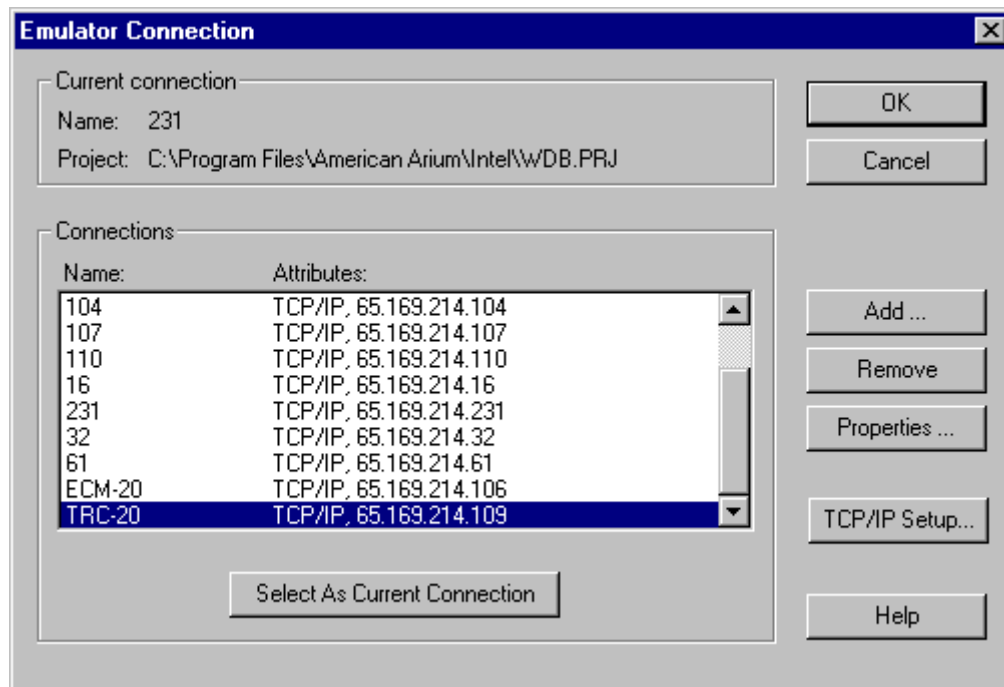 Emulator Connection
Current connection
Name: 231
Project: C:\Program Files\American Arium\Intel\WDB.PRJ
OK
Cancel
Connections
Name: Attributes:
104 TCP/IP, 65.169.214.104
107 TCP/IP, 65.169.214.107
110 TCP/IP, 65.169.214.110
16 TCP/IP, 65.169.214.16
231 TCP/IP, 65.169.214.231
32 TCP/IP, 65.169.214.32
61 TCP/IP, 65.169.214.61
ECM-20 TCP/IP, 65.169.214.106
TRC-20 TCP/IP, 65.169.214.109
Select As Current Connection
Add ...
Remove
Properties ...
TCP/IP Setup...
Help